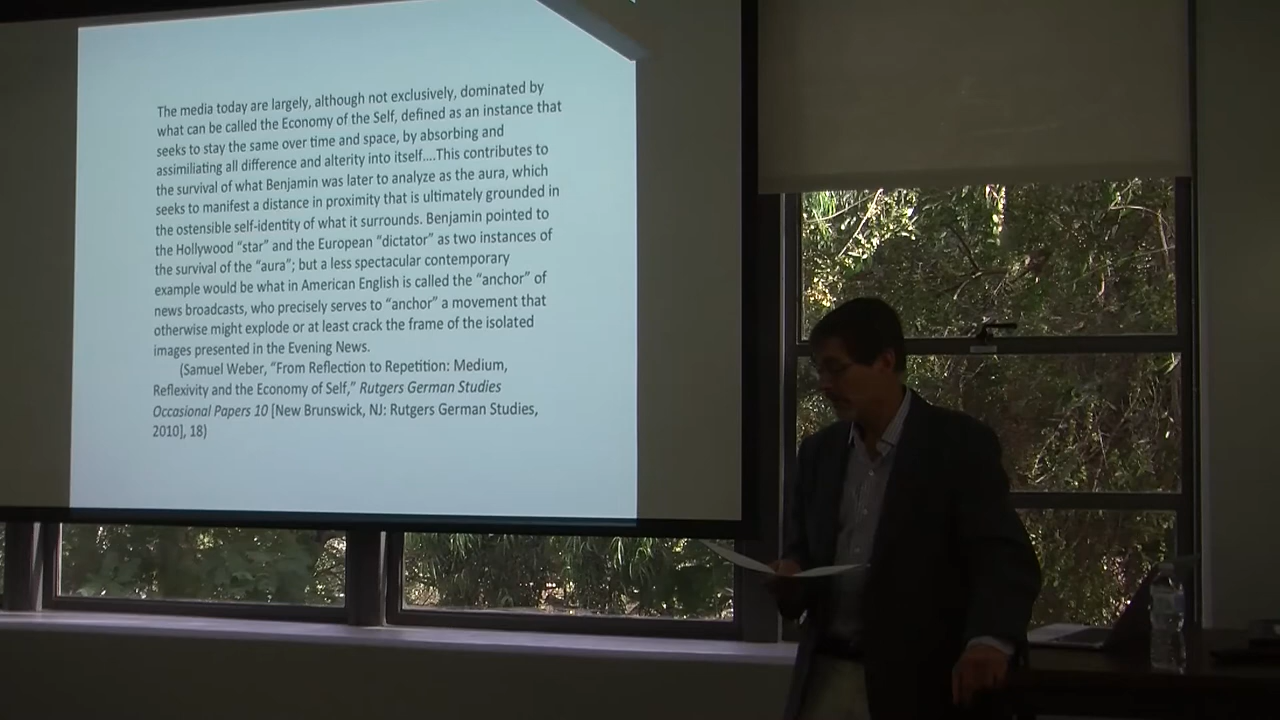 The media today are largely, although not exclusively, dominated by
what can be called the Economy of the Self, defined as an instance that
seeks to stay the same over time and space, by absorbing and
assimiliating all difference and alterity into itself....This contributes to
the survival of what Benjamin was later to analyze as the aura, which
seeks to manifest a distance in proximity that is ultimately grounded in
the ostensible self-identity of what it surrounds. Benjamin pointed to
the Hollywood “star” and the European “dictator” as two instances of
the survival of the “aura”; but a less spectacular contemporary
example would be what in American English is called the “anchor” of
news broadcasts, who precisely serves to “anchor” a movement that
otherwise might explode or at least crack the frame of the isolated
images presented in the Evening News.
(Samuel Weber, “From Reflection to Repetition: Medium,
Reflexivity and the Economy of Self,” Rutgers German Studies
Occasional Papers 10 [New Brunswick, NJ: Rutgers German Studies,
2010], 18)